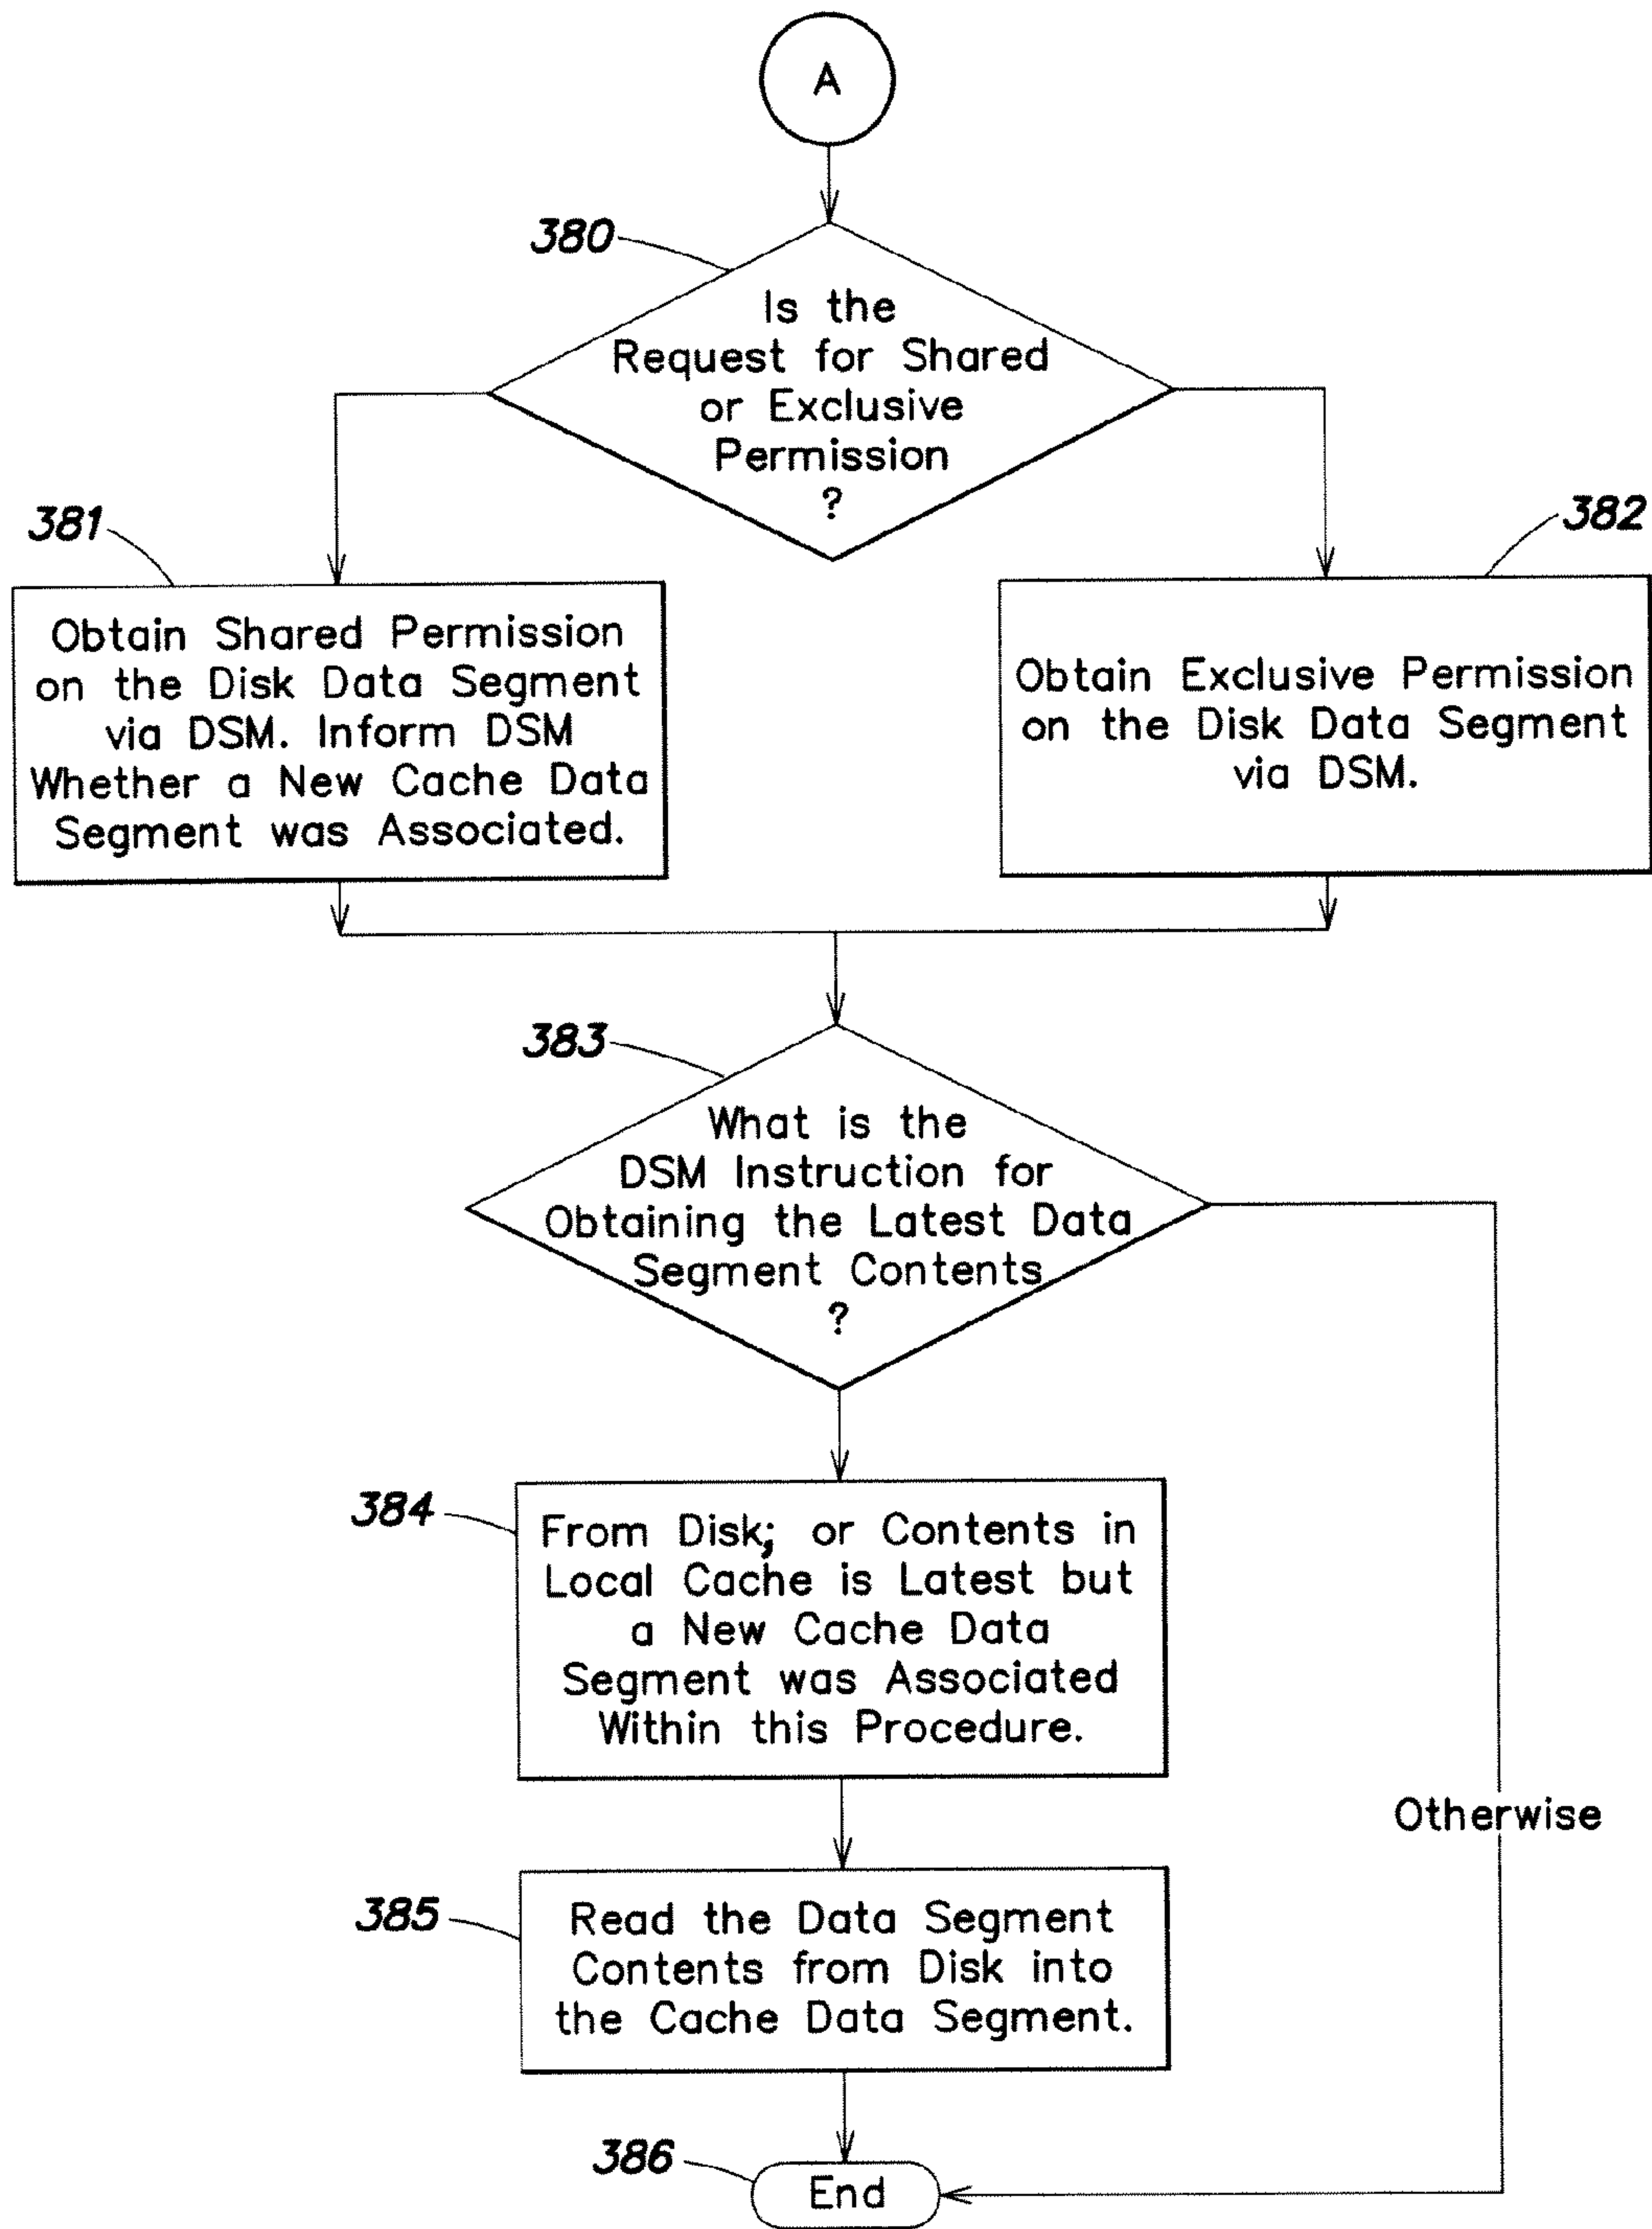 A
380
Is the
Request for Shared
or Exclusive
Permission
?
381
Obtain Shared Permission
on the Disk Data Segment
via DSM. Inform DSM
Whether a New Cache Data
Segment was Associated.
382
Obtain Exclusive Permission
on the Disk Data Segment
via DSM.
383
What is the
DSM Instruction for
Obtaining the Latest Data
Segment Contents
?
384
From Disk; or Contents in
Local Cache is Latest but
a New Cache Data
Segment was Associated
Within this Procedure.
Otherwise
385
Read the Data Segment
Contents from Disk into
the Cache Data Segment.
386
End